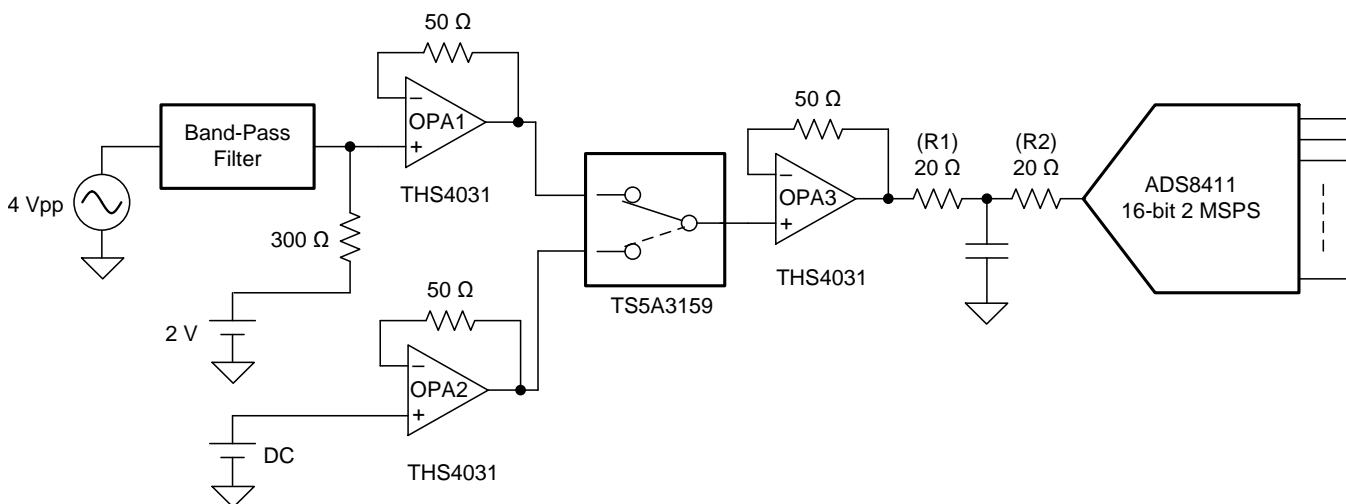 50 Ω
Band-Pass
Filter
−
OPA1
+
THS4031
4 Vpp
300 Ω
2 V
50 Ω
−
OPA2
+
THS4031
DC
TS5A3159
50 Ω
−
OPA3
+
THS4031
(R1)
20 Ω
(R2)
20 Ω
ADS8411
16-bit 2 MSPS